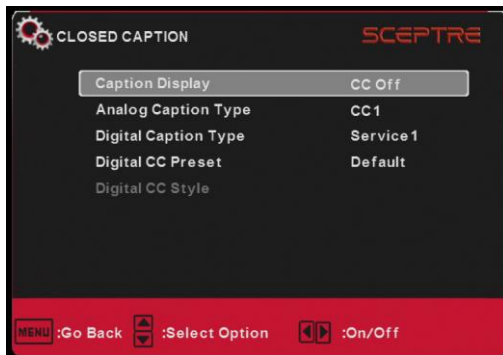 CLOSED CAPTION SCEPTRE
Caption Display CC Off
Analog Caption Type CC1
Digital Caption Type Service1
Digital CC Preset Default
Digital CC Style
MENU :Go Back :Select Option :On/Off